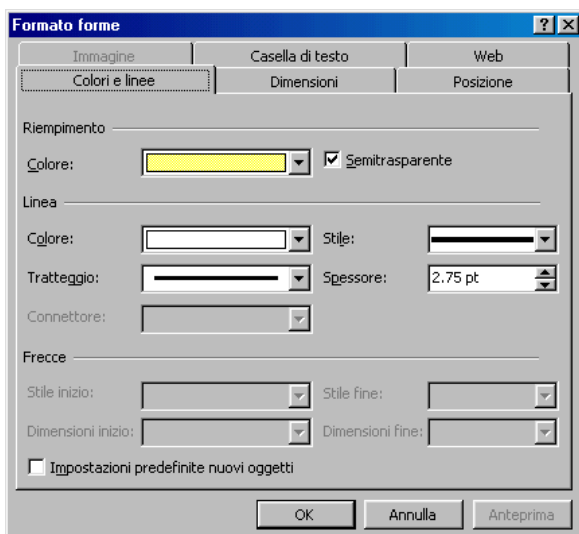 Formato forme
Immagine Casella di testo Web
Colori e linee Dimensioni Posizione
Riempimento
Colore: Semitrasparente
Linea
Colore: Stile:
Tratteggio: Spessore: 2.75 pt
Connettore:
Frecce
Stile inizio: Stile fine:
Dimensioni inizio: Dimensioni fine:
Impostazioni predefinite nuovi oggetti
OK Annulla Anteprima